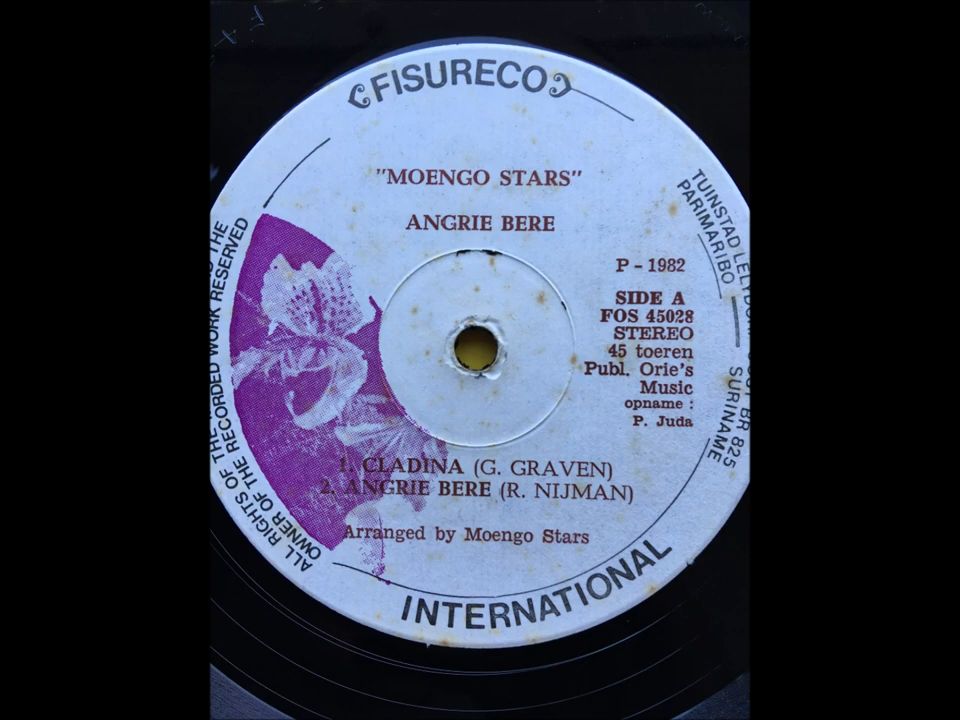 FISURECO
"MOENGO STARS"
ANGRIE BERE
P - 1982
SIDE A
FOS 45028
STEREO
45 toeren
Publ. Orie's
Music
opname :
P. Juda
1. CLADINA (G. GRAVEN)
2. ANGRIE BERE (R. NIJMAN)
Arranged by Moengo Stars
INTERNATIONAL
TUINSTAD
PARIMARIBO
BR 825
SURINAME
ALL RIGHTS OF THE
OWNER OF THE RECORDED WORK RESERVED